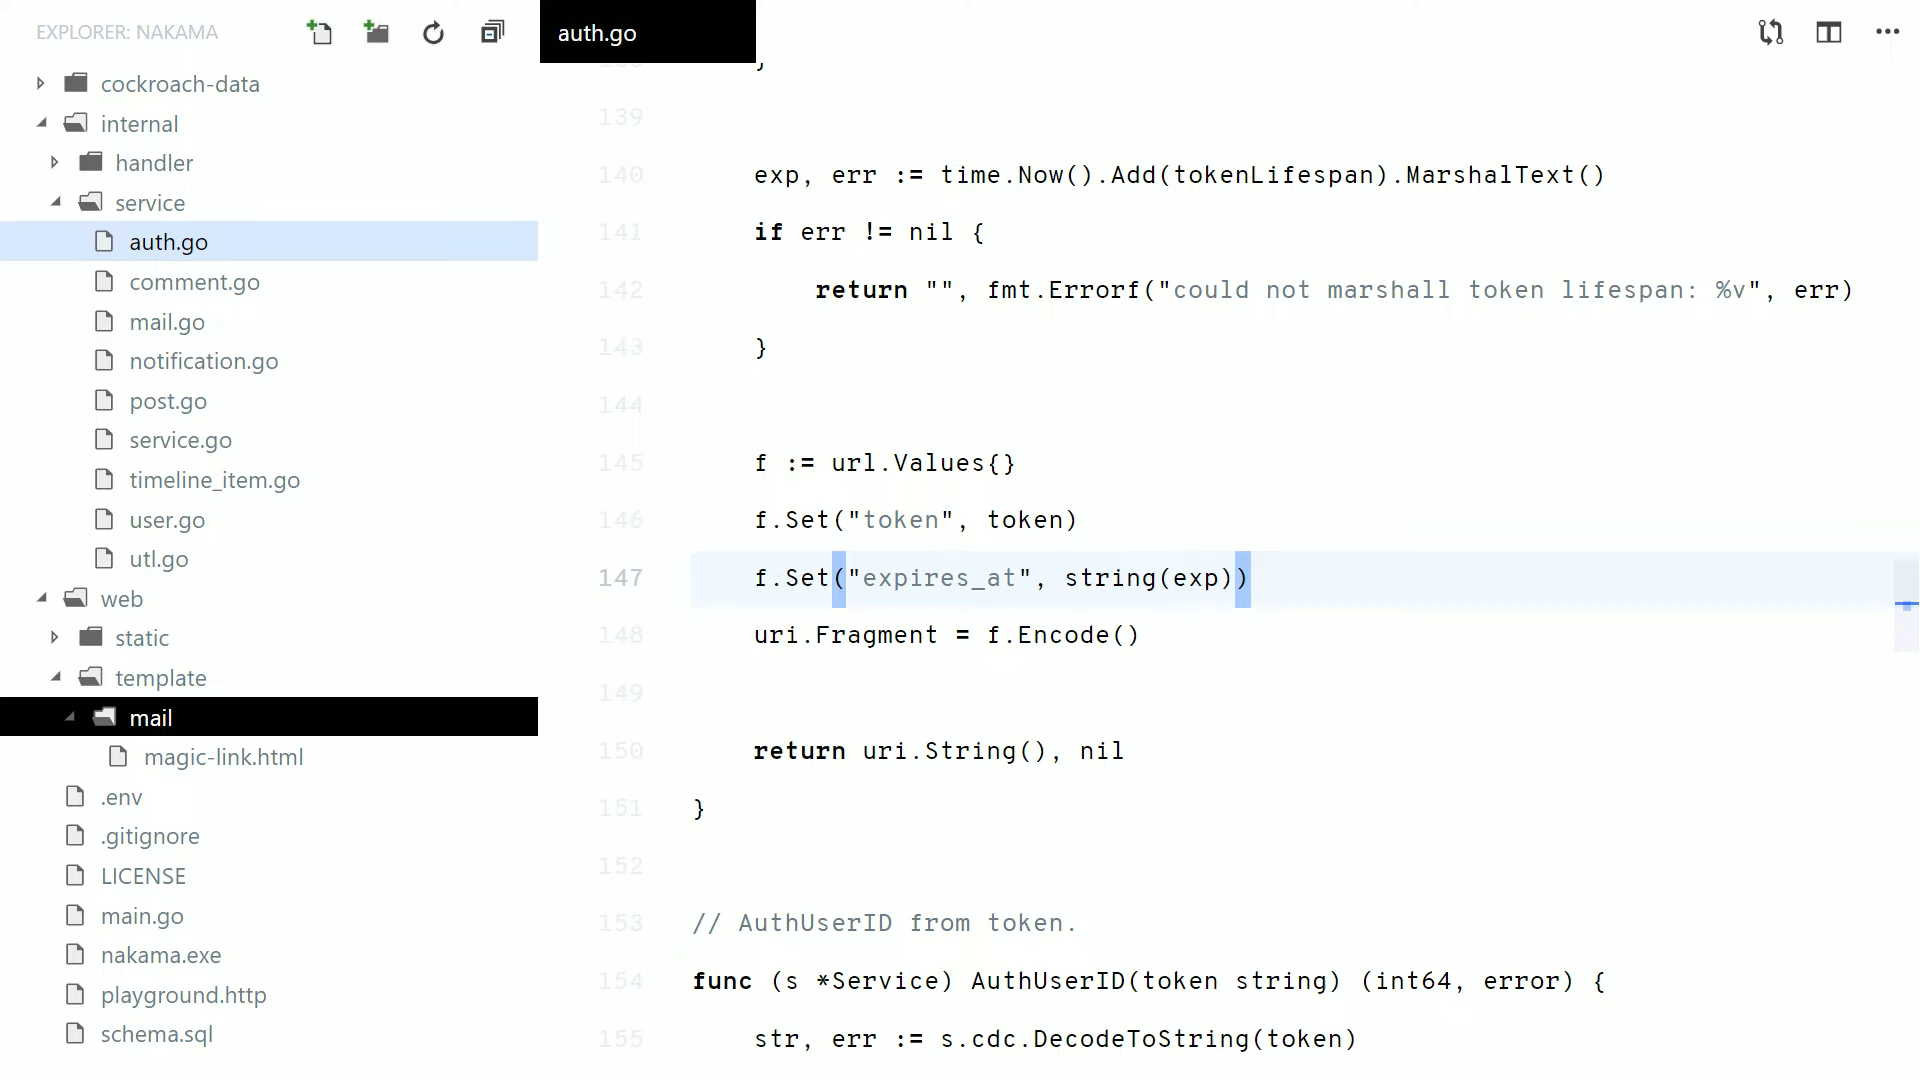 EXPLORER: NAKAMA
cockroach-data
internal
handler
service
auth.go
comment.go
mail.go
notification.go
post.go
service.go
timeline_item.go
user.go
utl.go
web
static
template
mail
magic-link.html
.env
.gitignore
LICENSE
main.go
nakama.exe
playground.http
schema.sql
auth.go
139
140 exp, err := time.Now().Add(tokenLifespan).MarshalText()
141 if err != nil {
142 return "", fmt.Errorf("could not marshall token lifespan: %v", err)
143 }
144
145 f := url.Values{}
146 f.Set("token", token)
147 f.Set("expires_at", string(exp))
148 uri.Fragment = f.Encode()
149
150 return uri.String(), nil
151 }
152
153 // AuthUserID from token.
154 func (s *Service) AuthUserID(token string) (int64, error) {
155 str, err := s.cdc.DecodeToString(token)